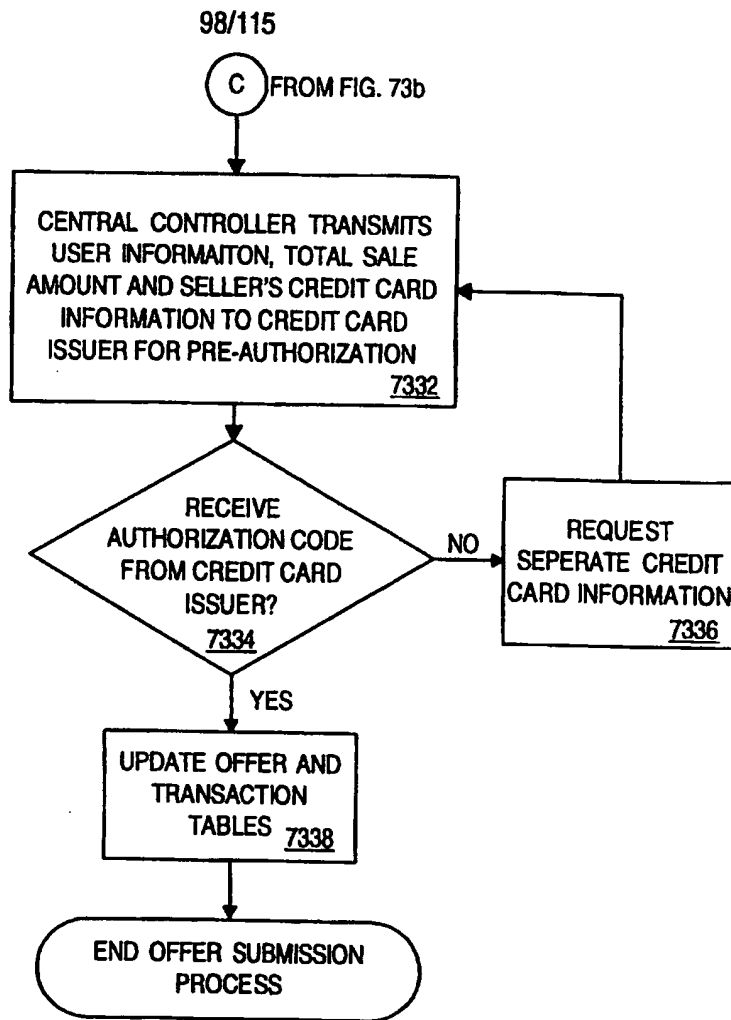 98/115
C FROM FIG. 73b
CENTRAL CONTROLLER TRANSMITS
USER INFORMAITON, TOTAL SALE
AMOUNT AND SELLER'S CREDIT CARD
INFORMATION TO CREDIT CARD
ISSUER FOR PRE-AUTHORIZATION
7332
RECEIVE
AUTHORIZATION CODE
FROM CREDIT CARD
ISSUER?
7334
NO
REQUEST
SEPERATE CREDIT
CARD INFORMATION
7336
YES
UPDATE OFFER AND
TRANSACTION
TABLES 7338
END OFFER SUBMISSION
PROCESS